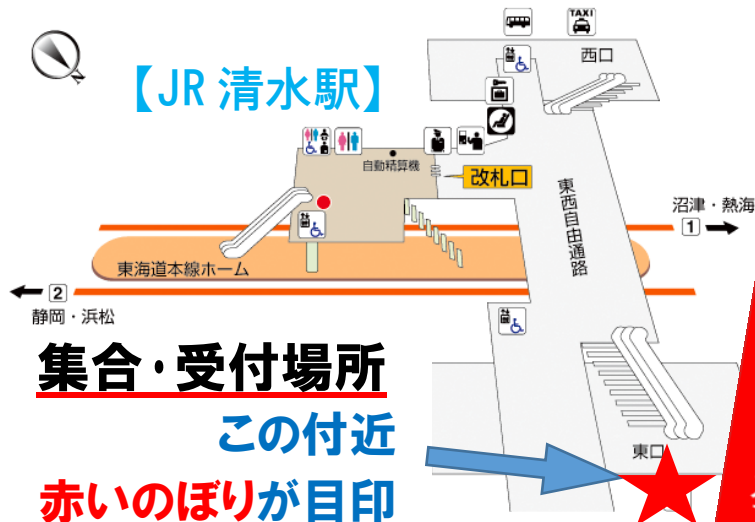 TAXI
西口
【JR 清水駅】
自動精算機
改札口
東西自由通路
沼津・熱海
1
東海道本線ホーム
2
静岡・浜松
集合・受付場所
この付近
赤いのぼりが目印
東口